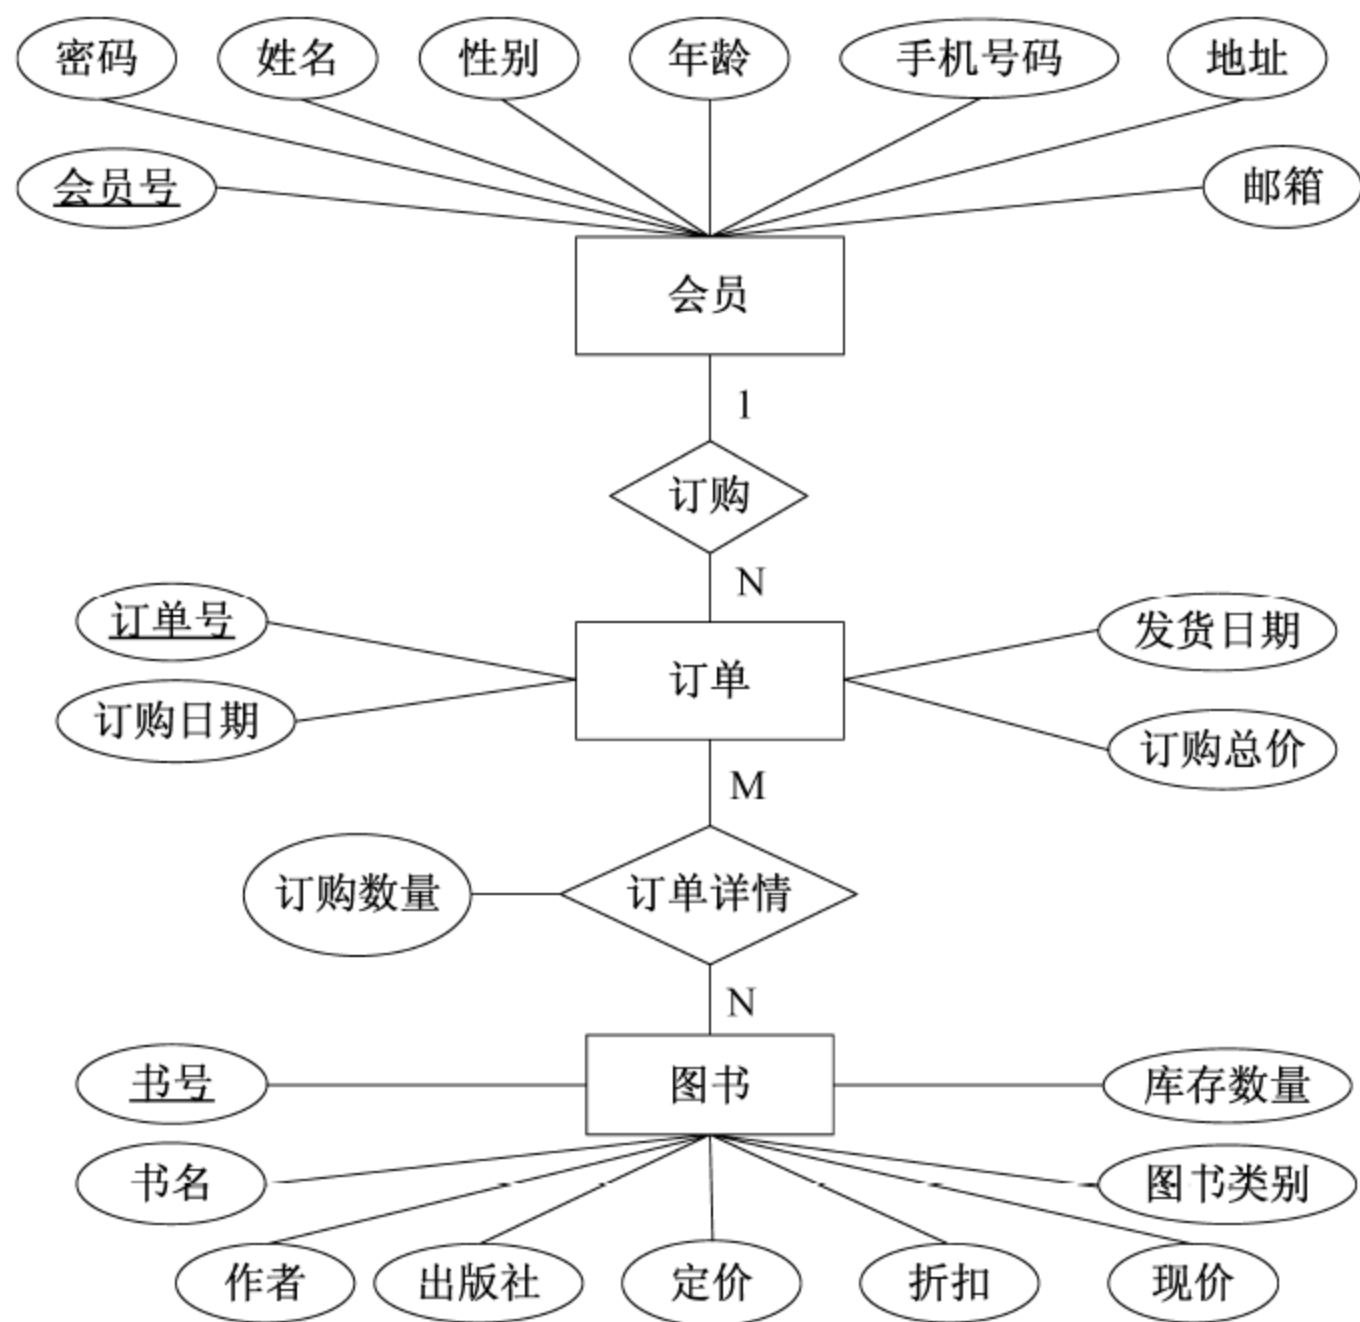 密码 姓名 性别 年龄 手机号码 地址
会员号 邮箱
会员
1
订购
N
订单号 发货日期
订单
订购日期 订购总价
M
订购数量 订单详情
N
书号 图书 库存数量
书名 图书类别
作者 出版社 定价 折扣 现价